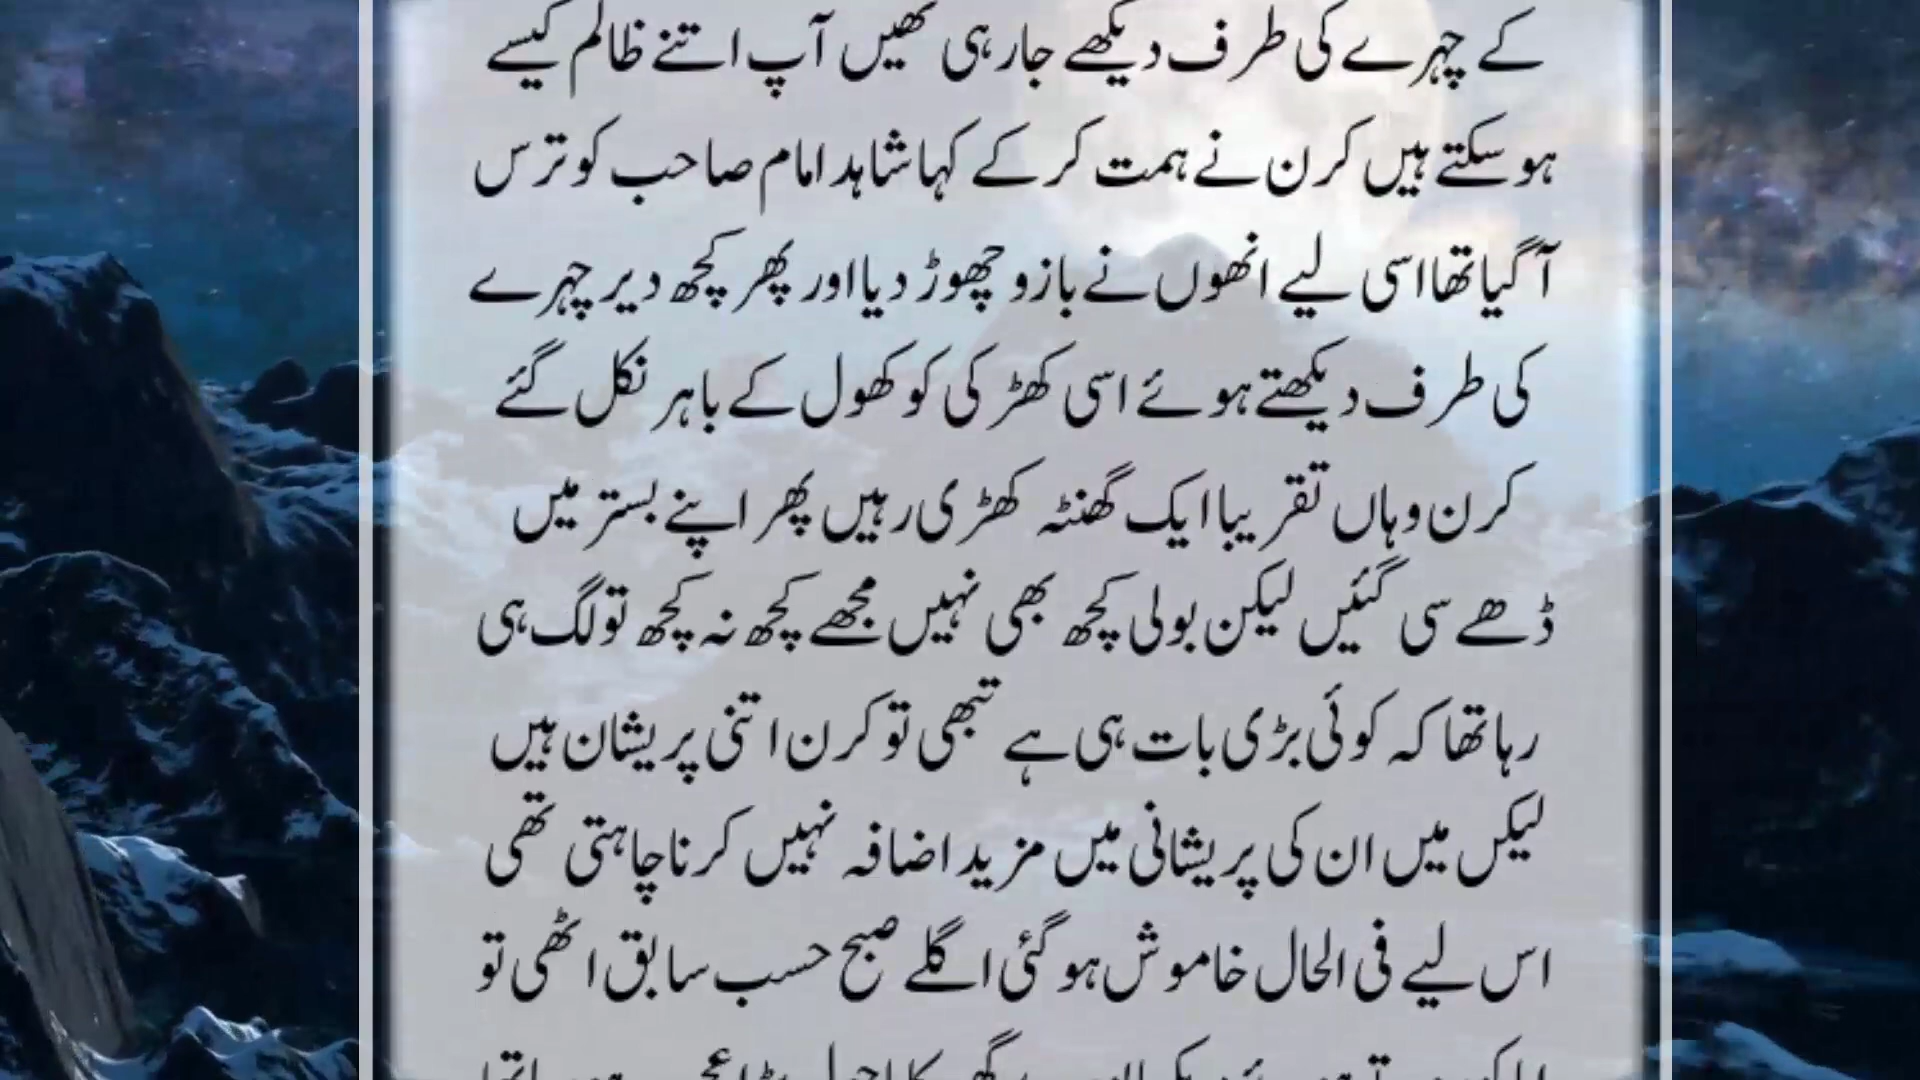 کے چہرے کی طرف دیکھے جارہی تھیں آپ اتنے ظالم کیسے
ہو سکتے ہیں کرن نے ہمت کر کے کہا شاہد امام صاحب کو ترس
آگیا تھا اسی لیے انھوں نے بازو چھوڑ دیا اور پھر کچھ دیر چہرے
کی طرف دیکھتے ہوئے اسی کھڑکی کو کھول کے باہر نکل گئے
کرن وہاں تقریبا ایک گھنٹہ کھڑی رہیں پھر اپنے بستر میں
ڈھے سی گئیں لیکن بولی کچھ بھی نہیں مجھے کچھ نہ کچھ تو لگ ہی
رہا تھا کہ کوئی بڑی بات ہی ہے تبھی تو کرن اتنی پریشان ہیں
لیکس میں ان کی پریشانی میں مزید اضافہ نہیں کرنا چاہتی تھی
اس لیے فی الحال خاموش ہو گئی اگلے صبح حسب سابق اٹھی تو